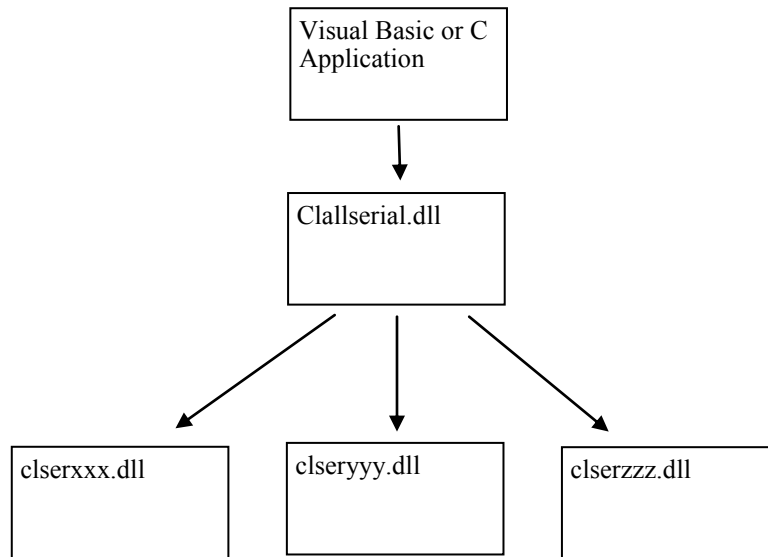 Visual Basic or C
Application
Clallserial.dll
clserxxx.dll
clseryyy.dll
clserzzz.dll